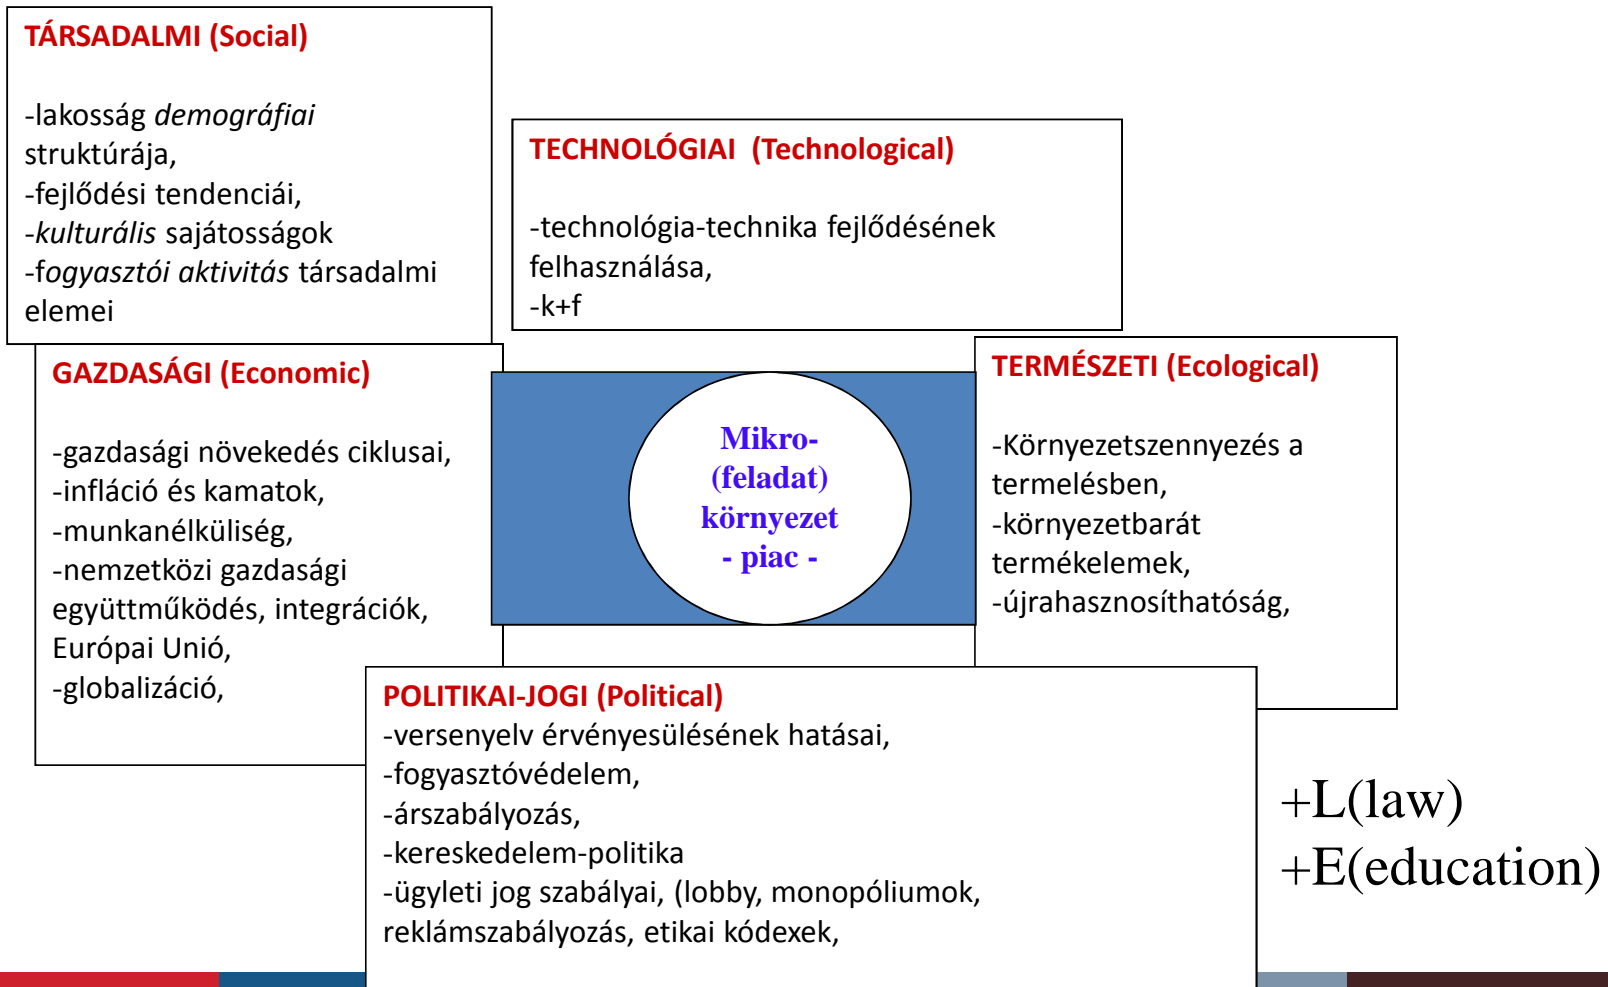 TÁRSADALMI (Social)
-lakosság demográfiai
struktúrája,
-fejlődési tendenciái,
-kulturális sajátosságok
-fogyasztói aktivitás társadalmi
elemei
TECHNOLÓGIAI (Technological)
-technológia-technika fejlődésének
felhasználása,
-k+f
GAZDASÁGI (Economic)
-gazdasági növekedés ciklusai,
-infláció és kamatok,
-munkanélküliség,
-nemzetközi gazdasági
együttműködés, integrációk,
Európai Unió,
-globalizáció,
Mikro-
(feladat)
környezet
- piac -
TERMÉSZETI (Ecological)
-Környezetszennyezés a
termelésben,
-környezetbarát
termékelemek,
-újrahasznosíthatóság,
POLITIKAI-JOGI (Political)
-versenyelv érvényesülésének hatásai,
-fogyasztóvédelem,
-árszabályozás,
-kereskedelem-politika
-ügyleti jog szabályai, (lobby, monopóliumok,
reklámszabályozás, etikai kódexek,
+L(law)
+E(education)